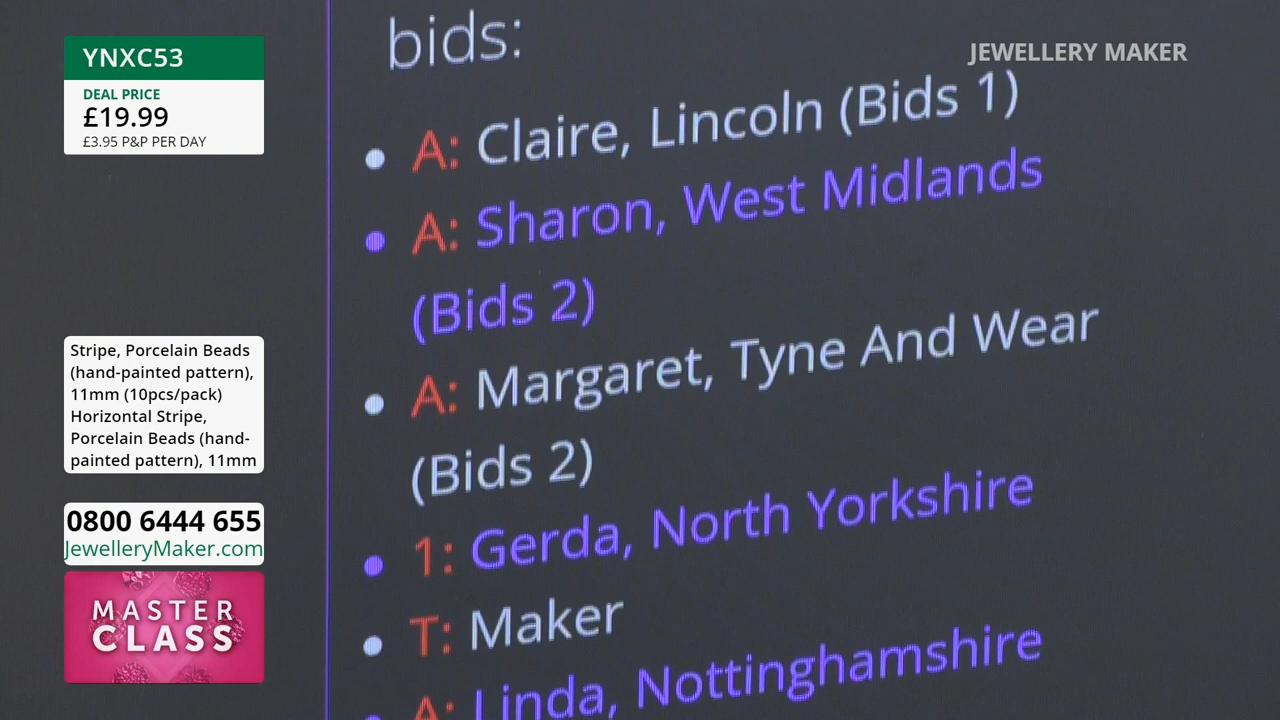 YNXC53
DEAL PRICE
£19.99
£3.95 P&P PER DAY
Stripe, Porcelain Beads
(hand-painted pattern),
11mm (10pcs/pack)
Horizontal Stripe,
Porcelain Beads (hand-
painted pattern), 11mm
0800 6444 655
JewelleryMaker.com
MASTER
CLASS
JEWELLERY MAKER
bids:
• A: Claire, Lincoln (Bids 1)
• A: Sharon, West Midlands
(Bids 2)
• A: Margaret, Tyne And Wear
(Bids 2)
• 1: Gerda, North Yorkshire
• T: Maker
• A: Linda, Nottinghamshire